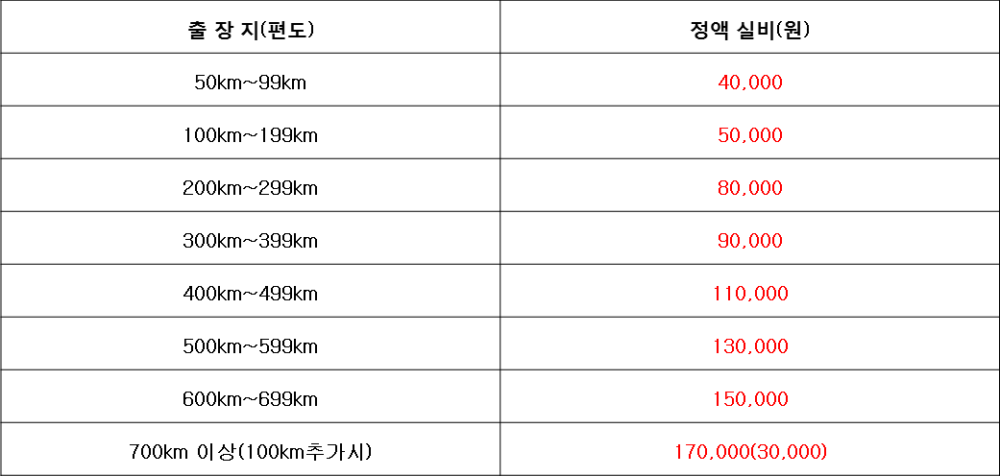 출 장 지(편도) 정액 실비(원)
50km~99km 40,000
100km~199km 50,000
200km~299km 80,000
300km~399km 90,000
400km~499km 110,000
500km~599km 130,000
600km~699km 150,000
700km 이상(100km추가시) 170,000(30,000)